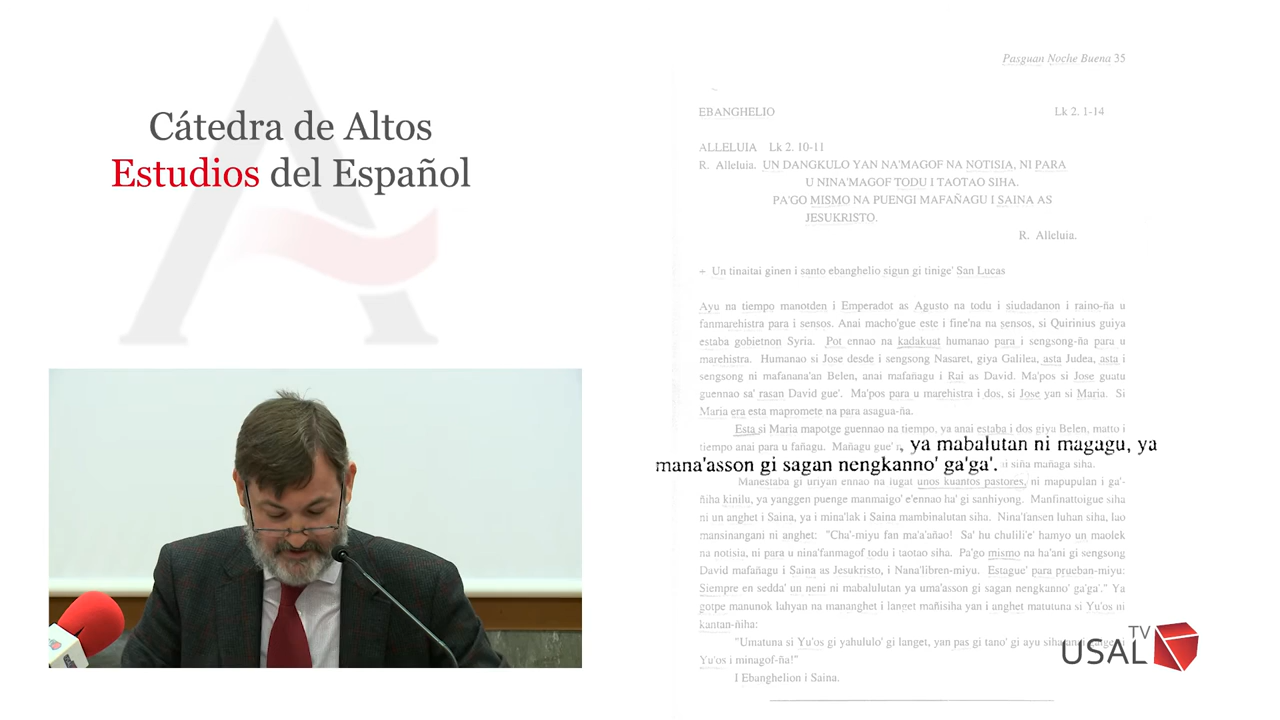 Cátedra de Altos
Estudios del Español
Pasguan Noche Buena 35
EBANGHELIO Lk 2. 1-14
ALLELUIA Lk 2. 10-11
R. Alleluia. UN DANGKULO YAN NA'MAGOF NA NOTISIA, NI PARA
U NINA'MAGOF TODU I TAOTAO SIHA.
PA'GO MISMO NA PUENGI MAFAÑAGU I SAINA AS
JESUKRISTO.
R. Alleluia.
+ Un tinaitai ginen i santo ebanghelio sigun gi tinige' San Lucas
Ayu na tiempo manotden i Emperadot as Agusto na todu i siudadanon i raino-ña u
fanmarehistra para i sensos. Anai macho'gue este i fine'na na sensos, si Quirinius guiya
estaba gobietnon Syria. Pot ennao na kadakuat humanao para i sengsong-ña para u
marehistra. Humanao si Jose desde i sengsong Nasaret, giya Galilea, asta Judea, asta i
sengsong ni mafanana'an Belen, anai mafañagu i Rai as David. Ma'pos si Jose guatu
guennao sa' rasan David gue'. Ma'pos para u marehistra i dos, si Jose yan si Maria. Si
Maria era esta mapromete na para asagua-ña.
Esta si Maria mapotge guennao na tiempo, ya anai estaba i dos giya Belen, matto i
tiempo anai para u fañagu. Mañagu gue'
, ya mabalutan ni magagu, ya
mana'asson gi sagan nengkanno' ga'ga'. i siña mañaga siha.
Manestaba gi uriyan ennao na lugat unos kuantos pastores, ni mapupulan i ga'-
ñiha kinilu, ya yanggen puenge manmaigo' e'ennao ha' gi sanhiyong. Manfinattoigue siha
ni un anghet i Saina, ya i mina'lak i Saina mambinalutan siha. Nina'fansen luhan siha, lao
mansinangani ni anghet: "Cha'-miyu fan ma'a'añao! Sa' hu chulili'e' hamyo un maolek
na notisia, ni para u nina'fanmagof todu i taotao siha. Pa'go mismo na ha'ani gi sengsong
David mafañagu i Saina as Jesukristo, i Nana'libren-miyu. Estague' para prueban-miyu:
Siempre en sedda' un neni ni mabalulutan ya uma'asson gi sagan nengkanno' ga'ga'." Ya
gotpe manunok lahyan na mananghet i langet mañisiha yan i anghet matutuna si Yu'os ni
kantan-ñiha:
"Umatuna si Yu'os gi yahululo' gi langet, yan pas gi tano' gi ayu siha
Yu'os i minagof-ña!"
I Ebanghelion i Saina.
USAL TV